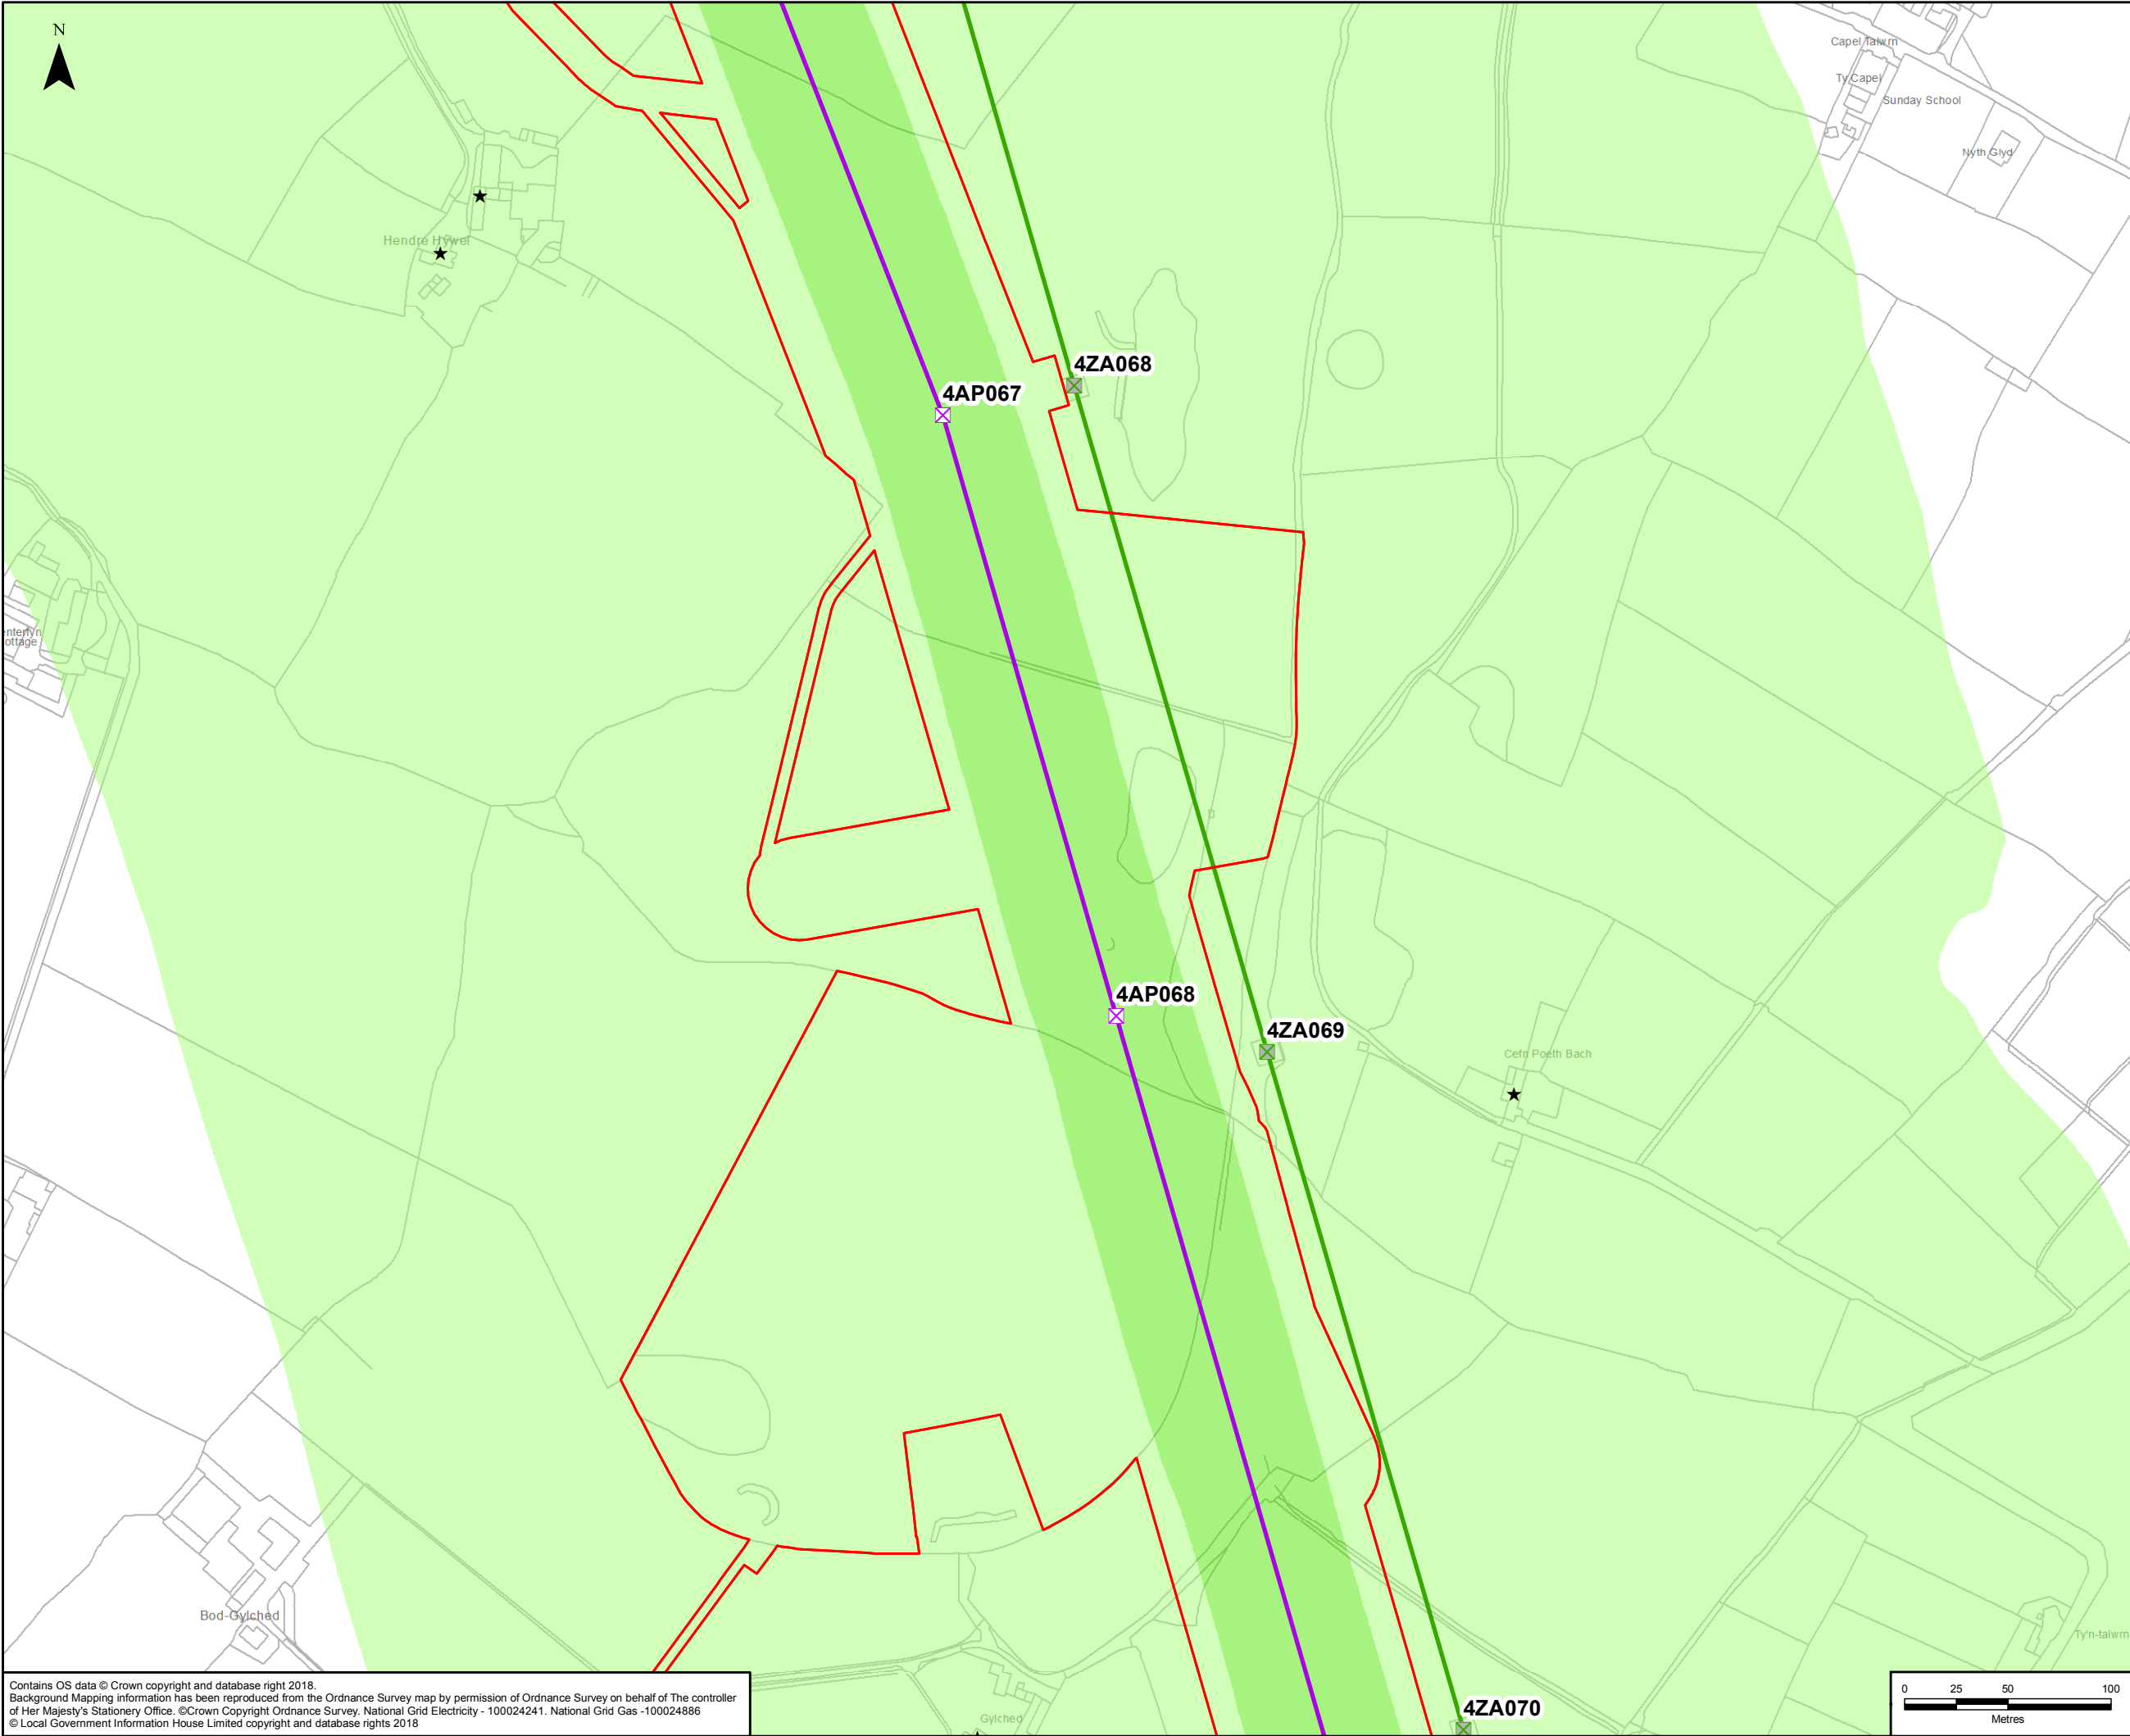 N
Capel Talwrn
Ty Capel
Sunday School
Nyth Glyd
Hendre Hywel
4ZA068
4AP067
enterfyn
ottage
4AP068
4ZA069
Cefn Poeth Bach
Bod-Gylched
Ty'n-talwrn
Gylched
4ZA070
Contains OS data © Crown copyright and database right 2018.
Background Mapping information has been reproduced from the Ordnance Survey map by permission of Ordnance Survey on behalf of The controller
of Her Majesty's Stationery Office. ©Crown Copyright Ordnance Survey. National Grid Electricity - 100024241. National Grid Gas -100024886
© Local Government Information House Limited copyright and database rights 2018
0 25 50 100
Metres